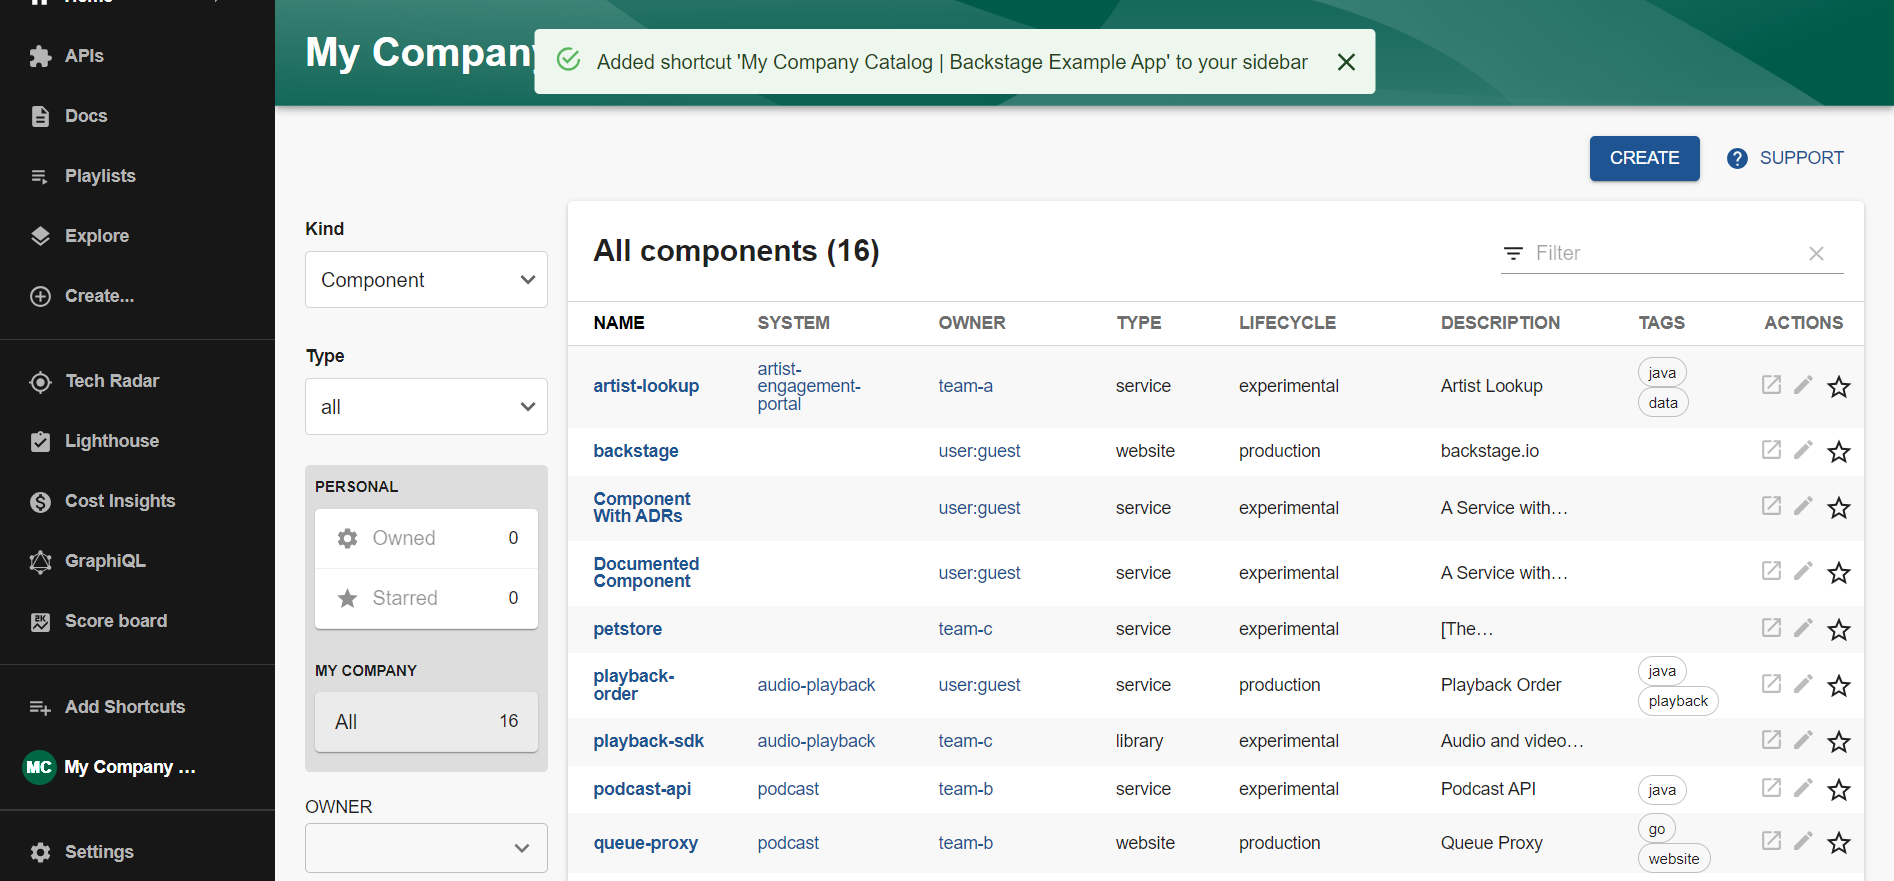 Home
APIs
Docs
Playlists
Explore
Create...
Tech Radar
Lighthouse
Cost Insights
GraphiQL
Score board
Add Shortcuts
MC My Company ...
Settings
My Company
Added shortcut 'My Company Catalog | Backstage Example App' to your sidebar
CREATE
SUPPORT
Kind
Component
Type
all
PERSONAL
Owned 0
Starred 0
MY COMPANY
All 16
OWNER
All components (16)
Filter
NAME SYSTEM OWNER TYPE LIFECYCLE DESCRIPTION TAGS ACTIONS
artist-lookup artist-engagement-portal team-a service experimental Artist Lookup java data
backstage user:guest website production backstage.io
Component With ADRs user:guest service experimental A Service with…
Documented Component user:guest service experimental A Service with…
petstore team-c service experimental [The…
playback-order audio-playback user:guest service production Playback Order java playback
playback-sdk audio-playback team-c library experimental Audio and video…
podcast-api podcast team-b service experimental Podcast API java
queue-proxy podcast team-b website production Queue Proxy go website